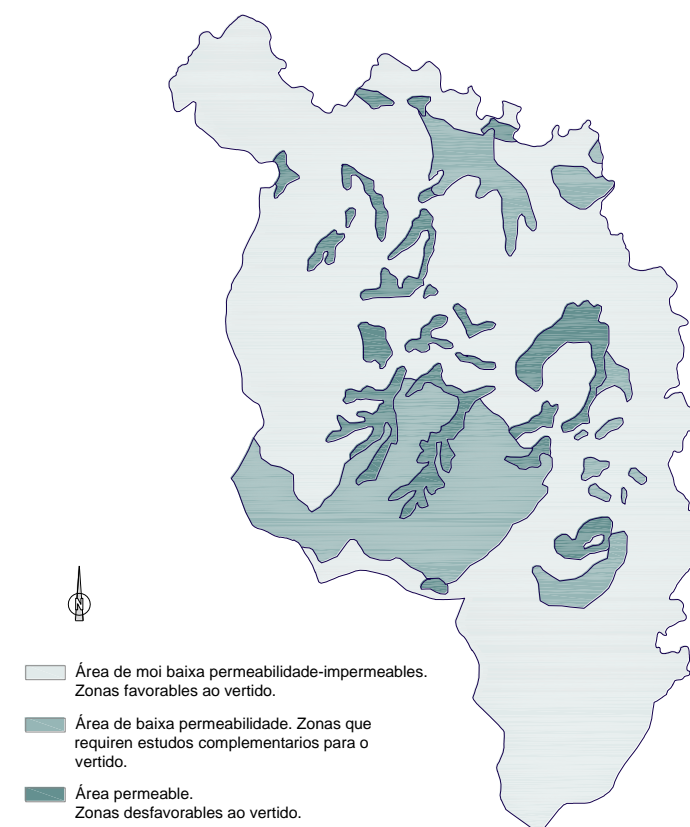 N
Área de moi baixa permeabilidade-impermeables.
Zonas favorables ao vertido.
Área de baixa permeabilidade. Zonas que
requiren estudos complementarios para o
vertido.
Área permeable.
Zonas desfavorables ao vertido.